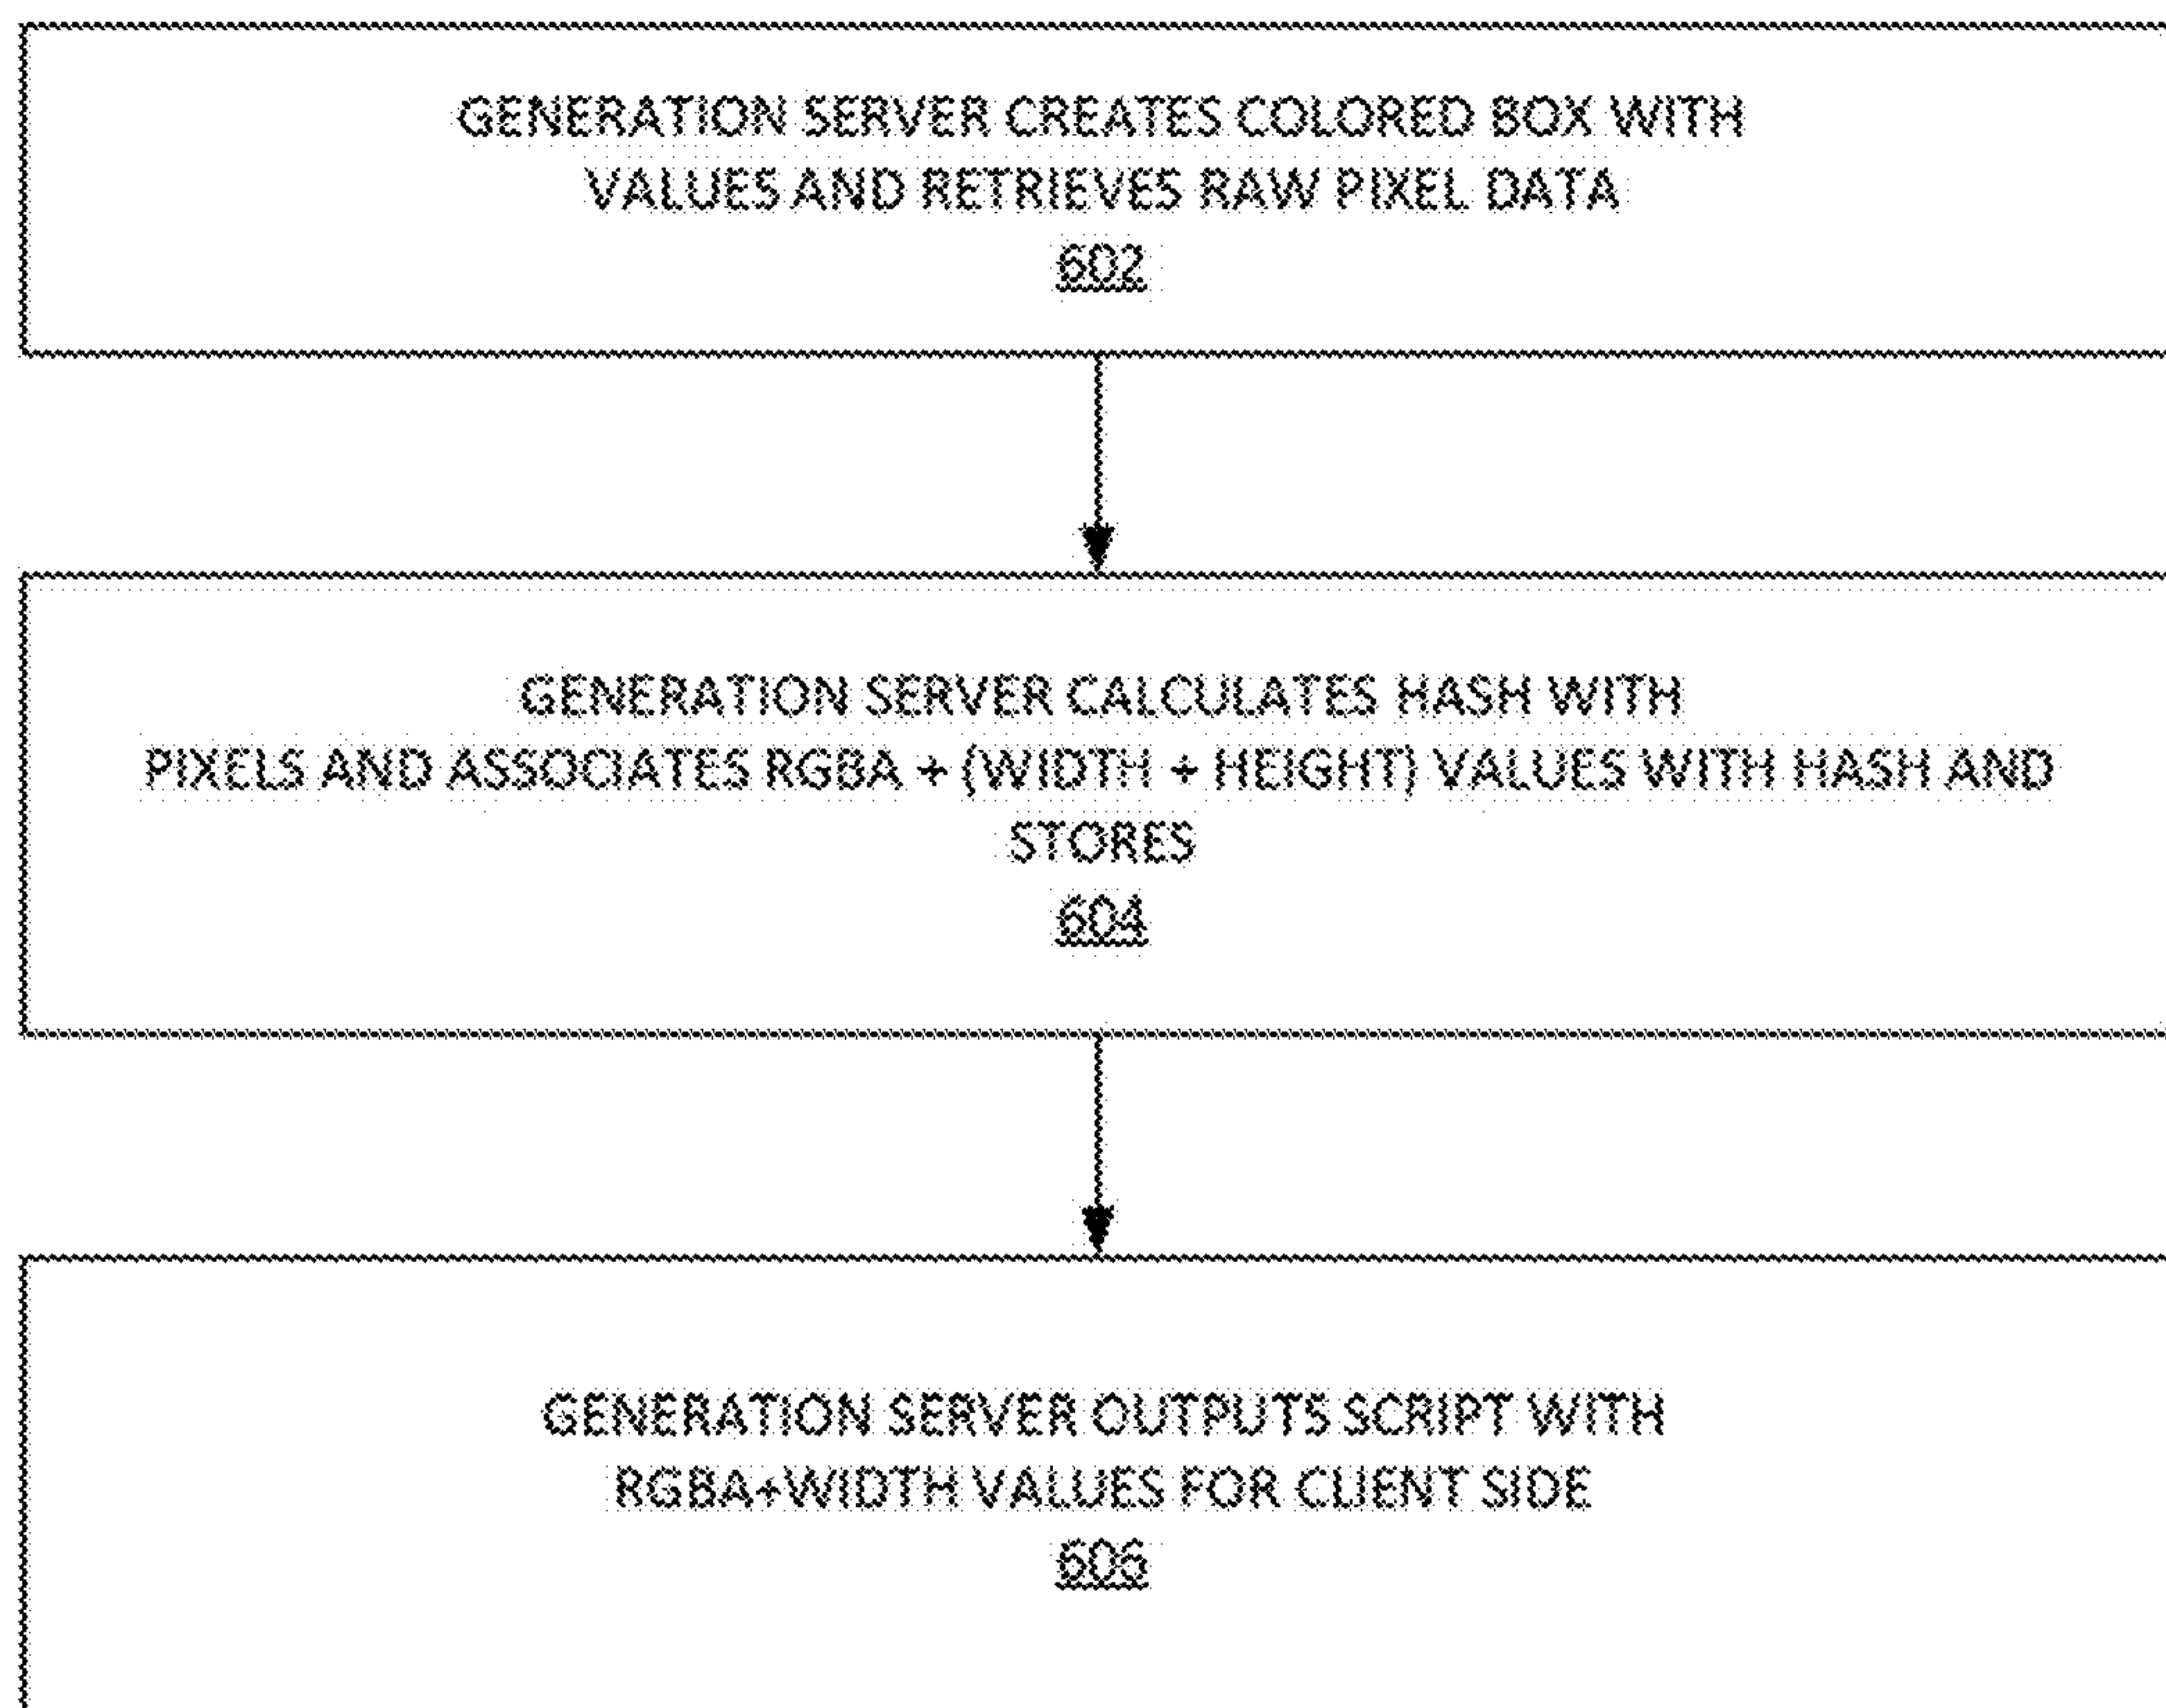 GENERATION SERVER CREATES COLORED BOX WITH
VALUES AND RETRIEVES RAW PIXEL DATA
602
GENERATION SERVER CALCULATES HASH WITH
PIXELS AND ASSOCIATES RGBA + (WIDTH + HEIGHT) VALUES WITH HASH AND
STORES
604
GENERATION SERVER OUTPUTS SCRIPT WITH
RGBA+WIDTH VALUES FOR CLIENT SIDE
606